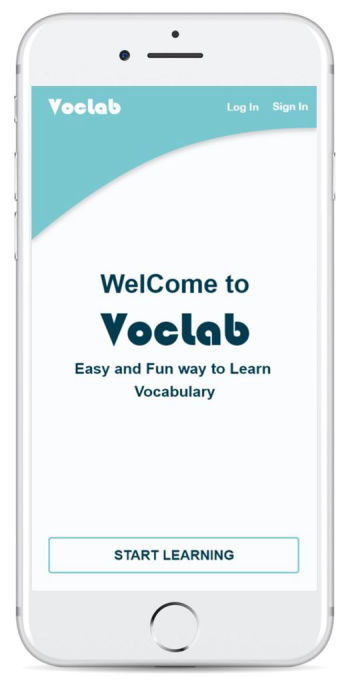 Voclab
Log In Sign In
WelCome to
Voclab
Easy and Fun way to Learn
Vocabulary
START LEARNING